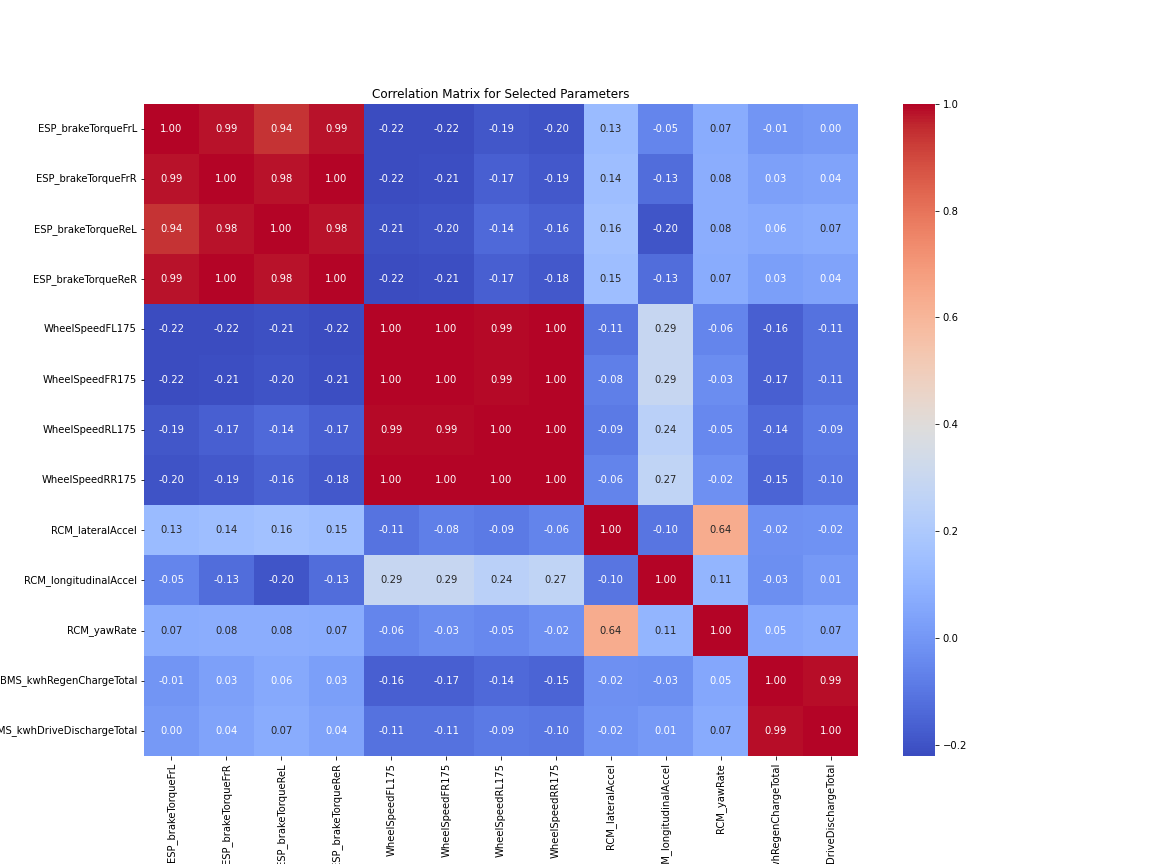 Correlation Matrix for Selected Parameters
ESP_brakeTorqueFrL 1.00 0.99 0.94 0.99 -0.22 -0.22 -0.19 -0.20 0.13 -0.05 0.07 -0.01 0.00
ESP_brakeTorqueFrR 0.99 1.00 0.98 1.00 -0.22 -0.21 -0.17 -0.19 0.14 -0.13 0.08 0.03 0.04
ESP_brakeTorqueReL 0.94 0.98 1.00 0.98 -0.21 -0.20 -0.14 -0.16 0.16 -0.20 0.08 0.06 0.07
ESP_brakeTorqueReR 0.99 1.00 0.98 1.00 -0.22 -0.21 -0.17 -0.18 0.15 -0.13 0.07 0.03 0.04
WheelSpeedFL175 -0.22 -0.22 -0.21 -0.22 1.00 1.00 0.99 1.00 -0.11 0.29 -0.06 -0.16 -0.11
WheelSpeedFR175 -0.22 -0.21 -0.20 -0.21 1.00 1.00 0.99 1.00 -0.08 0.29 -0.03 -0.17 -0.11
WheelSpeedRL175 -0.19 -0.17 -0.14 -0.17 0.99 0.99 1.00 1.00 -0.09 0.24 -0.05 -0.14 -0.09
WheelSpeedRR175 -0.20 -0.19 -0.16 -0.18 1.00 1.00 1.00 1.00 -0.06 0.27 -0.02 -0.15 -0.10
RCM_lateralAccel 0.13 0.14 0.16 0.15 -0.11 -0.08 -0.09 -0.06 1.00 -0.10 0.64 -0.02 -0.02
RCM_longitudinalAccel -0.05 -0.13 -0.20 -0.13 0.29 0.29 0.24 0.27 -0.10 1.00 0.11 -0.03 0.01
RCM_yawRate 0.07 0.08 0.08 0.07 -0.06 -0.03 -0.05 -0.02 0.64 0.11 1.00 0.05 0.07
BMS_kwhRegenChargeTotal -0.01 0.03 0.06 0.03 -0.16 -0.17 -0.14 -0.15 -0.02 -0.03 0.05 1.00 0.99
MS_kwhDriveDischargeTotal 0.00 0.04 0.07 0.04 -0.11 -0.11 -0.09 -0.10 -0.02 0.01 0.07 0.99 1.00
ESP_brakeTorqueFrL
ESP_brakeTorqueFrR
SP_brakeTorqueReL
SP_brakeTorqueReR
WheelSpeedFL175
WheelSpeedFR175
WheelSpeedRL175
WheelSpeedRR175
RCM_lateralAccel
M_longitudinalAccel
RCM_yawRate
whRegenChargeTotal
DriveDischargeTotal
1.0
0.8
0.6
0.4
0.2
0.0
−0.2